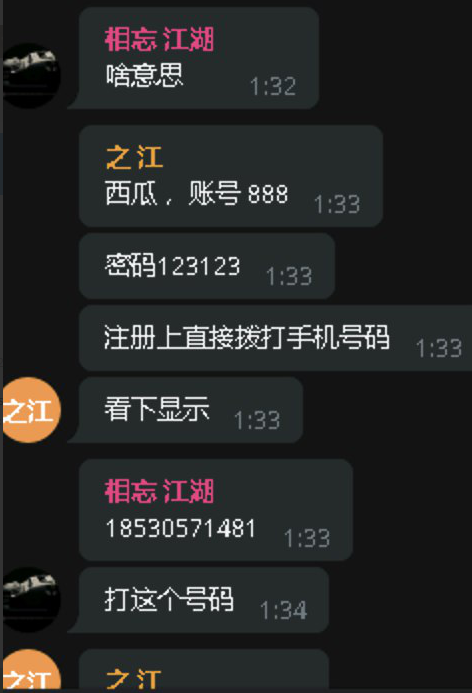 相忘 江湖
啥意思
1:32
之 江
西瓜 ，账号 888
1:33
密码123123
1:33
注册上直接拨打手机号码
1:33
之江
看下显示
1:33
相忘 江湖
18530571481
1:33
打这个号码
1:34
之江
之 江